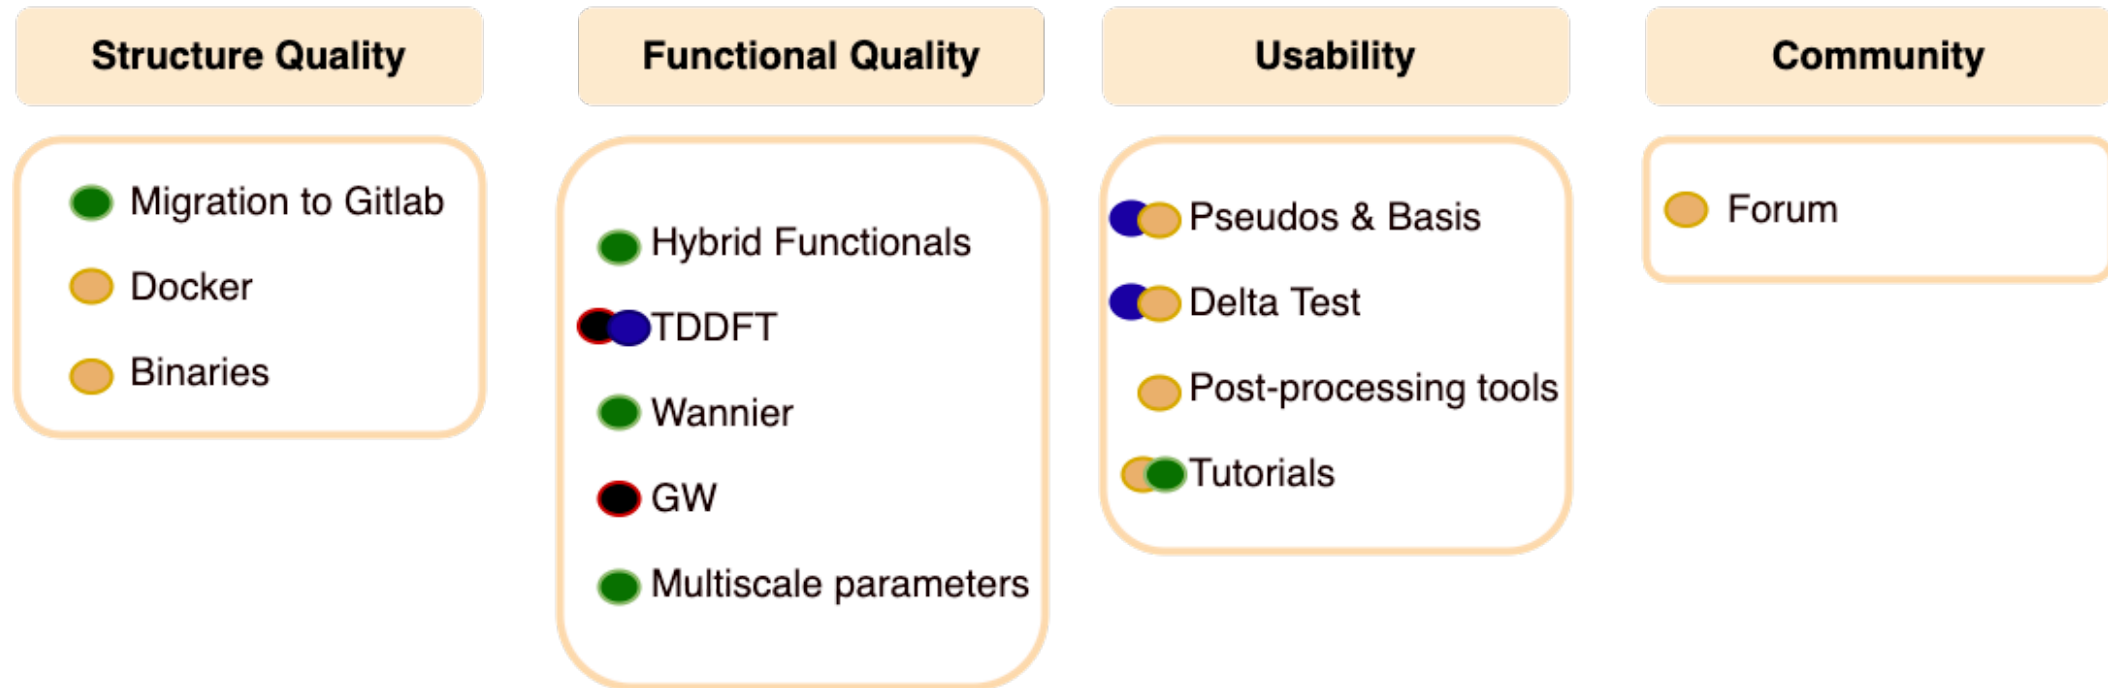 Structure Quality
Migration to Gitlab
Docker
Binaries
Functional Quality
Hybrid Functionals
TDDFT
Wannier
GW
Multiscale parameters
Usability
Pseudos & Basis
Delta Test
Post-processing tools
Tutorials
Community
Forum